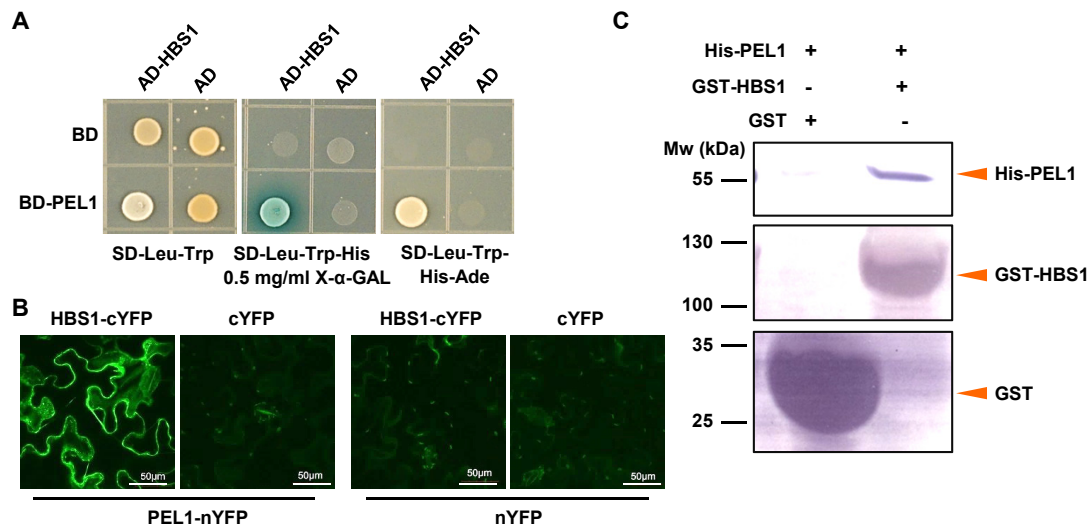 A
AD-HBS1
AD
AD-HBS1
AD
AD-HBS1
AD
BD
BD-PEL1
SD-Leu-Trp
SD-Leu-Trp-His
0.5 mg/ml X-α-GAL
SD-Leu-Trp-
His-Ade
B
HBS1-cYFP
cYFP
HBS1-cYFP
cYFP
50μm
50μm
50μm
50μm
PEL1-nYFP
nYFP
C
His-PEL1 + +
GST-HBS1 - +
GST + -
Mw (kDa)
55
His-PEL1
130
GST-HBS1
100
35
GST
25